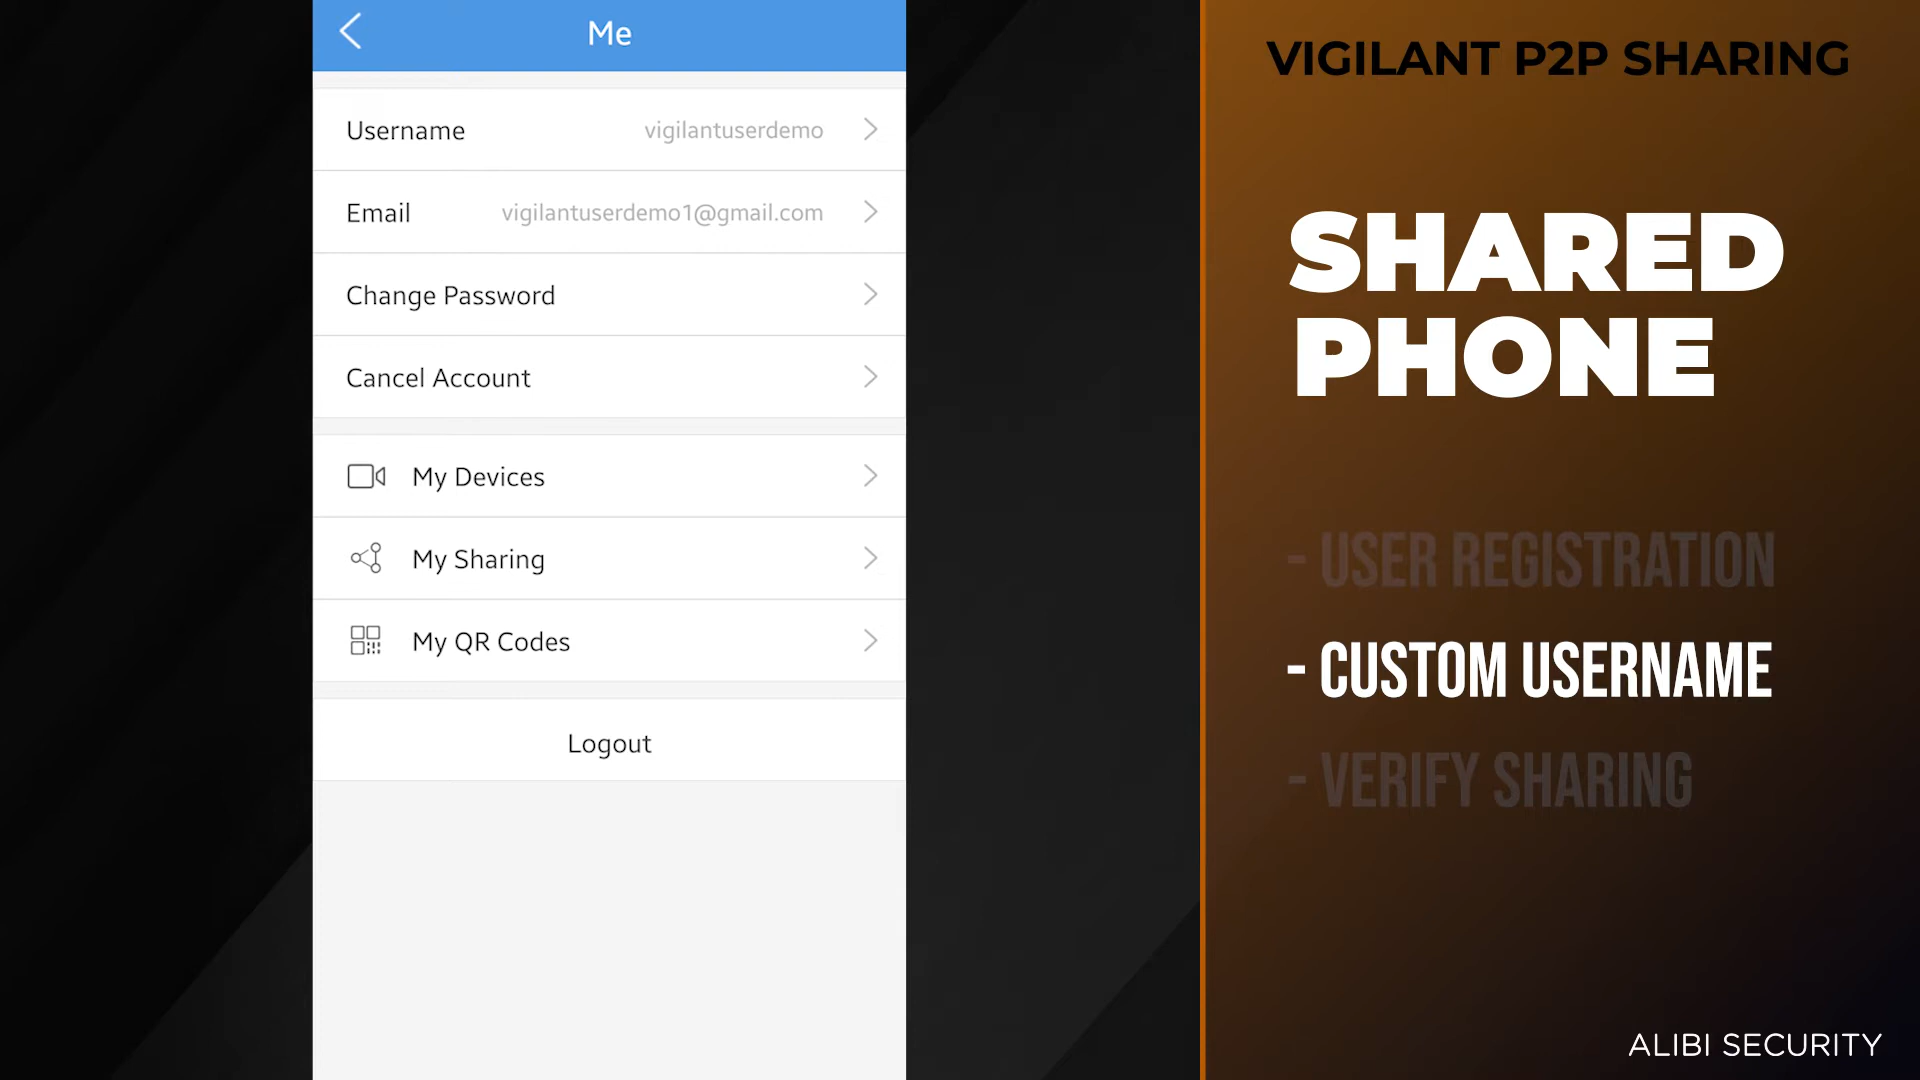 Me
Username vigilantuserdemo
Email vigilantuserdemo1@gmail.com
Change Password
Cancel Account
My Devices
My Sharing
My QR Codes
Logout
VIGILANT P2P SHARING
SHARED
PHONE
- USER REGISTRATION
- CUSTOM USERNAME
- VERIFY SHARING
ALIBI SECURITY